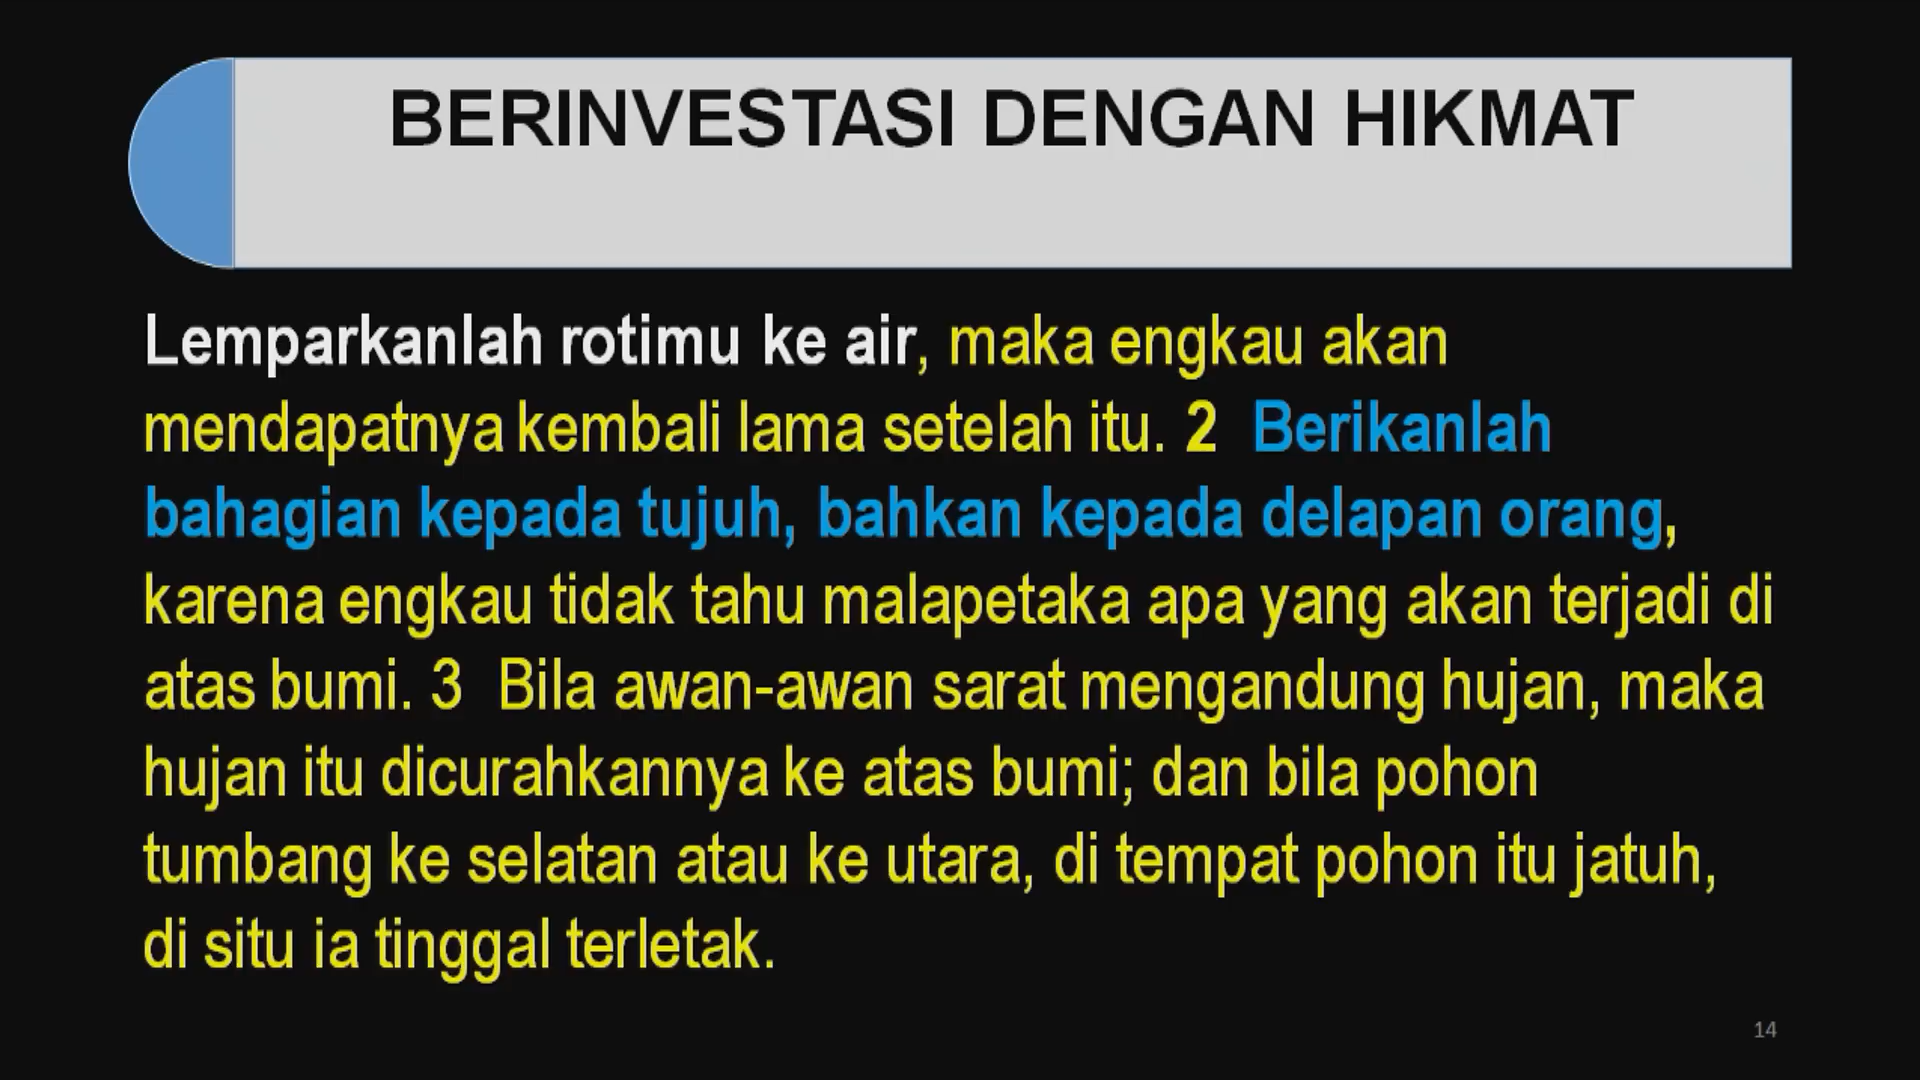 BERINVESTASI DENGAN HIKMAT
Lemparkanlah rotimu ke air, maka engkau akan
mendapatnya kembali lama setelah itu. 2 Berikanlah
bahagian kepada tujuh, bahkan kepada delapan orang,
karena engkau tidak tahu malapetaka apa yang akan terjadi di
atas bumi. 3 Bila awan-awan sarat mengandung hujan, maka
hujan itu dicurahkannya ke atas bumi; dan bila pohon
tumbang ke selatan atau ke utara, di tempat pohon itu jatuh,
di situ ia tinggal terletak.
14